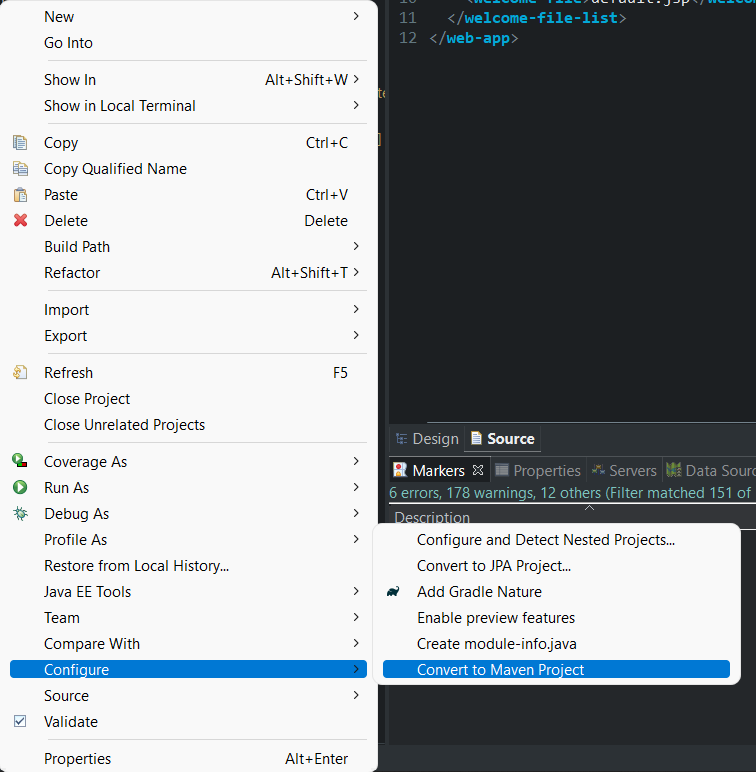 New
Go Into
Show In Alt+Shift+W
Show in Local Terminal
Copy Ctrl+C
Copy Qualified Name
Paste Ctrl+V
Delete Delete
Build Path
Refactor Alt+Shift+T
Import
Export
Refresh F5
Close Project
Close Unrelated Projects
Coverage As
Run As
Debug As
Profile As
Restore from Local History...
Java EE Tools
Team
Compare With
Configure
Source
Validate
Properties Alt+Enter
11 </welcome-file-list>
12 </web-app>
]
Design Source
Markers Properties Servers Data Sourc
6 errors, 178 warnings, 12 others (Filter matched 151 of
Description
Configure and Detect Nested Projects...
Convert to JPA Project...
Add Gradle Nature
Enable preview features
Create module-info.java
Convert to Maven Project